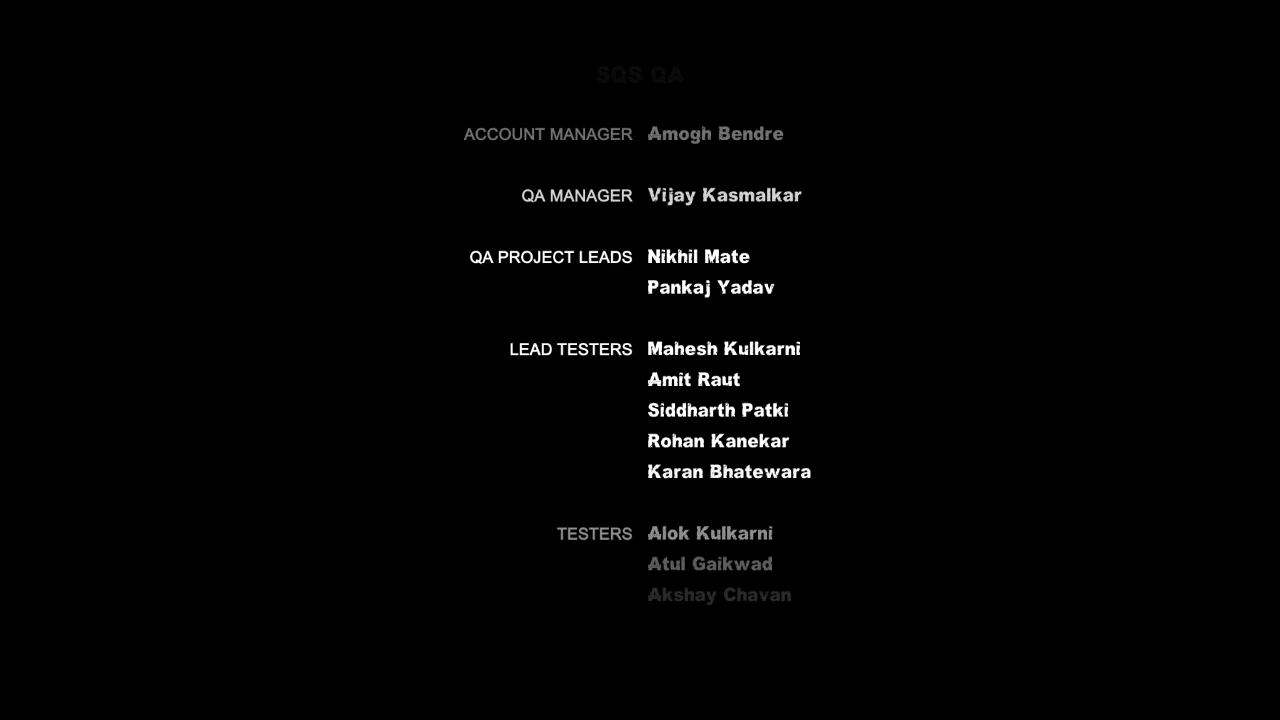 SQS QA
ACCOUNT MANAGER Amogh Bendre
QA MANAGER Vijay Kasmalkar
QA PROJECT LEADS Nikhil Mate
Pankaj Yadav
LEAD TESTERS Mahesh Kulkarni
Amit Raut
Siddharth Patki
Rohan Kanekar
Karan Bhatewara
TESTERS Alok Kulkarni
Atul Gaikwad
Akshay Chavan